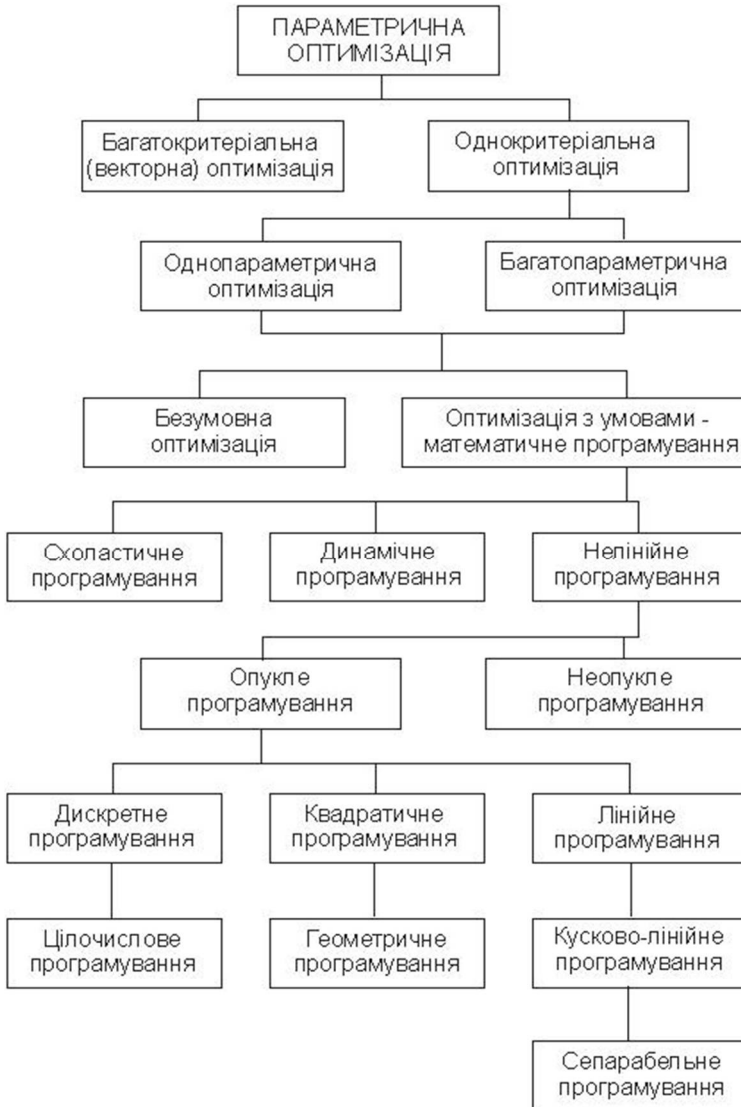 ПАРАМЕТРИЧНА
ОПТИМІЗАЦІЯ
Багатокритеріальна
(векторна) оптимізація
Однокритеріальна
оптимізація
Однопараметрична
оптимізація
Багатопараметрична
оптимізація
Безумовна
оптимізація
Оптимізація з умовами -
математичне програмування
Схоластичне
програмування
Динамічне
програмування
Нелінійне
програмування
Опукле
програмування
Неопукле
програмування
Дискретне
програмування
Квадратичне
програмування
Лінійне
програмування
Цілочислове
програмування
Геометричне
програмування
Кусково-лінійне
програмування
Сепарабельне
програмування